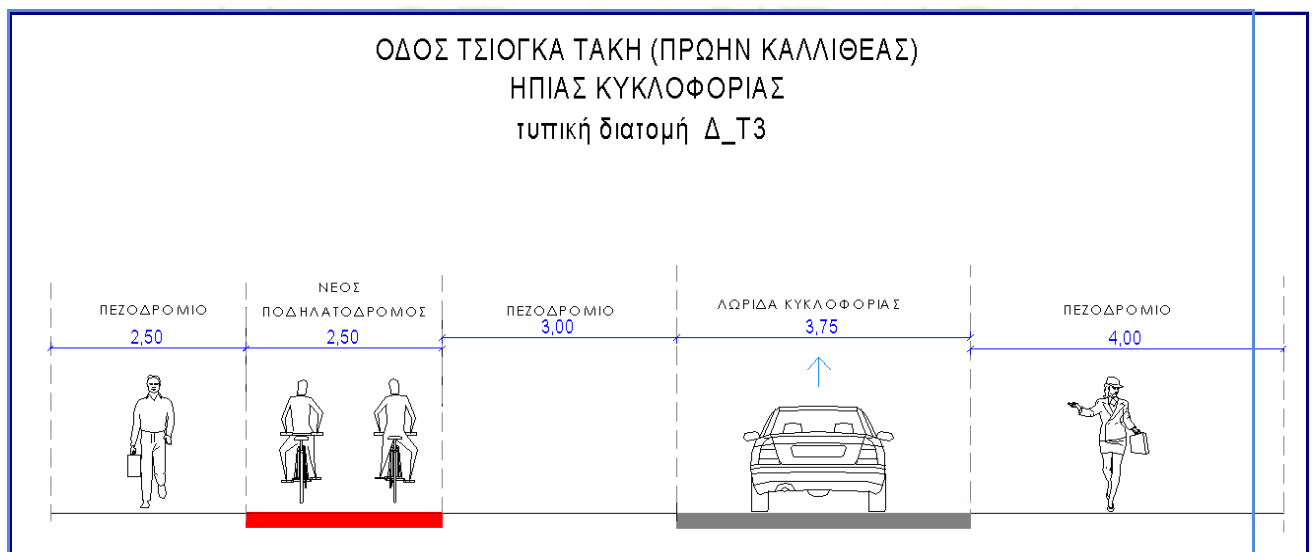 ΟΔΟΣ ΤΣΙΟΓΚΑ ΤΑΚΗ (ΠΡΩΗΝ ΚΑΛΛΙΘΕΑΣ)
ΗΠΙΑΣ ΚΥΚΛΟΦΟΡΙΑΣ
τυπική διατομή Δ_Τ3
ΠΕΖΟΔΡΟΜΙΟ
2,50
ΝΕΟΣ
ΠΟΔΗΛΑΤΟΔΡΟΜΟΣ
2,50
ΠΕΖΟΔΡΟΜΙΟ
3,00
ΛΩΡΙΔΑ ΚΥΚΛΟΦΟΡΙΑΣ
3,75
ΠΕΖΟΔΡΟΜΙΟ
4,00